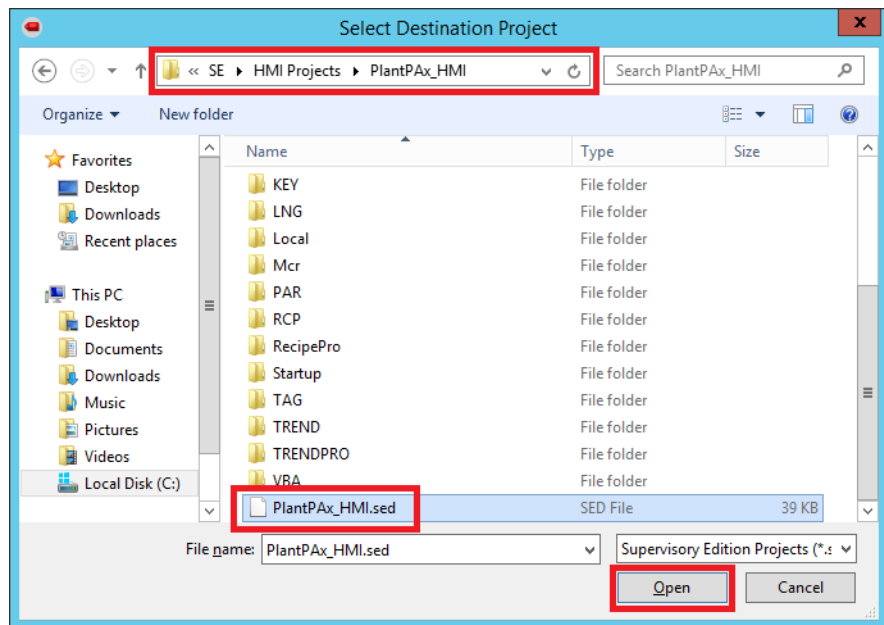 Select Destination Project
x
« SE HMI Projects PlantPAx_HMI
Search PlantPAx_HMI
Organize New folder
Name Type Size
Favorites
Desktop
Downloads
Recent places
This PC
Desktop
Documents
Downloads
Music
Pictures
Videos
Local Disk (C:)
KEY File folder
LNG File folder
Local File folder
Mcr File folder
PAR File folder
RCP File folder
RecipePro File folder
Startup File folder
TAG File folder
TREND File folder
TRENDPRO File folder
VBA File folder
PlantPAx_HMI.sed SED File 39 KB
File name: PlantPAx_HMI.sed Supervisory Edition Projects (*.s
Open Cancel